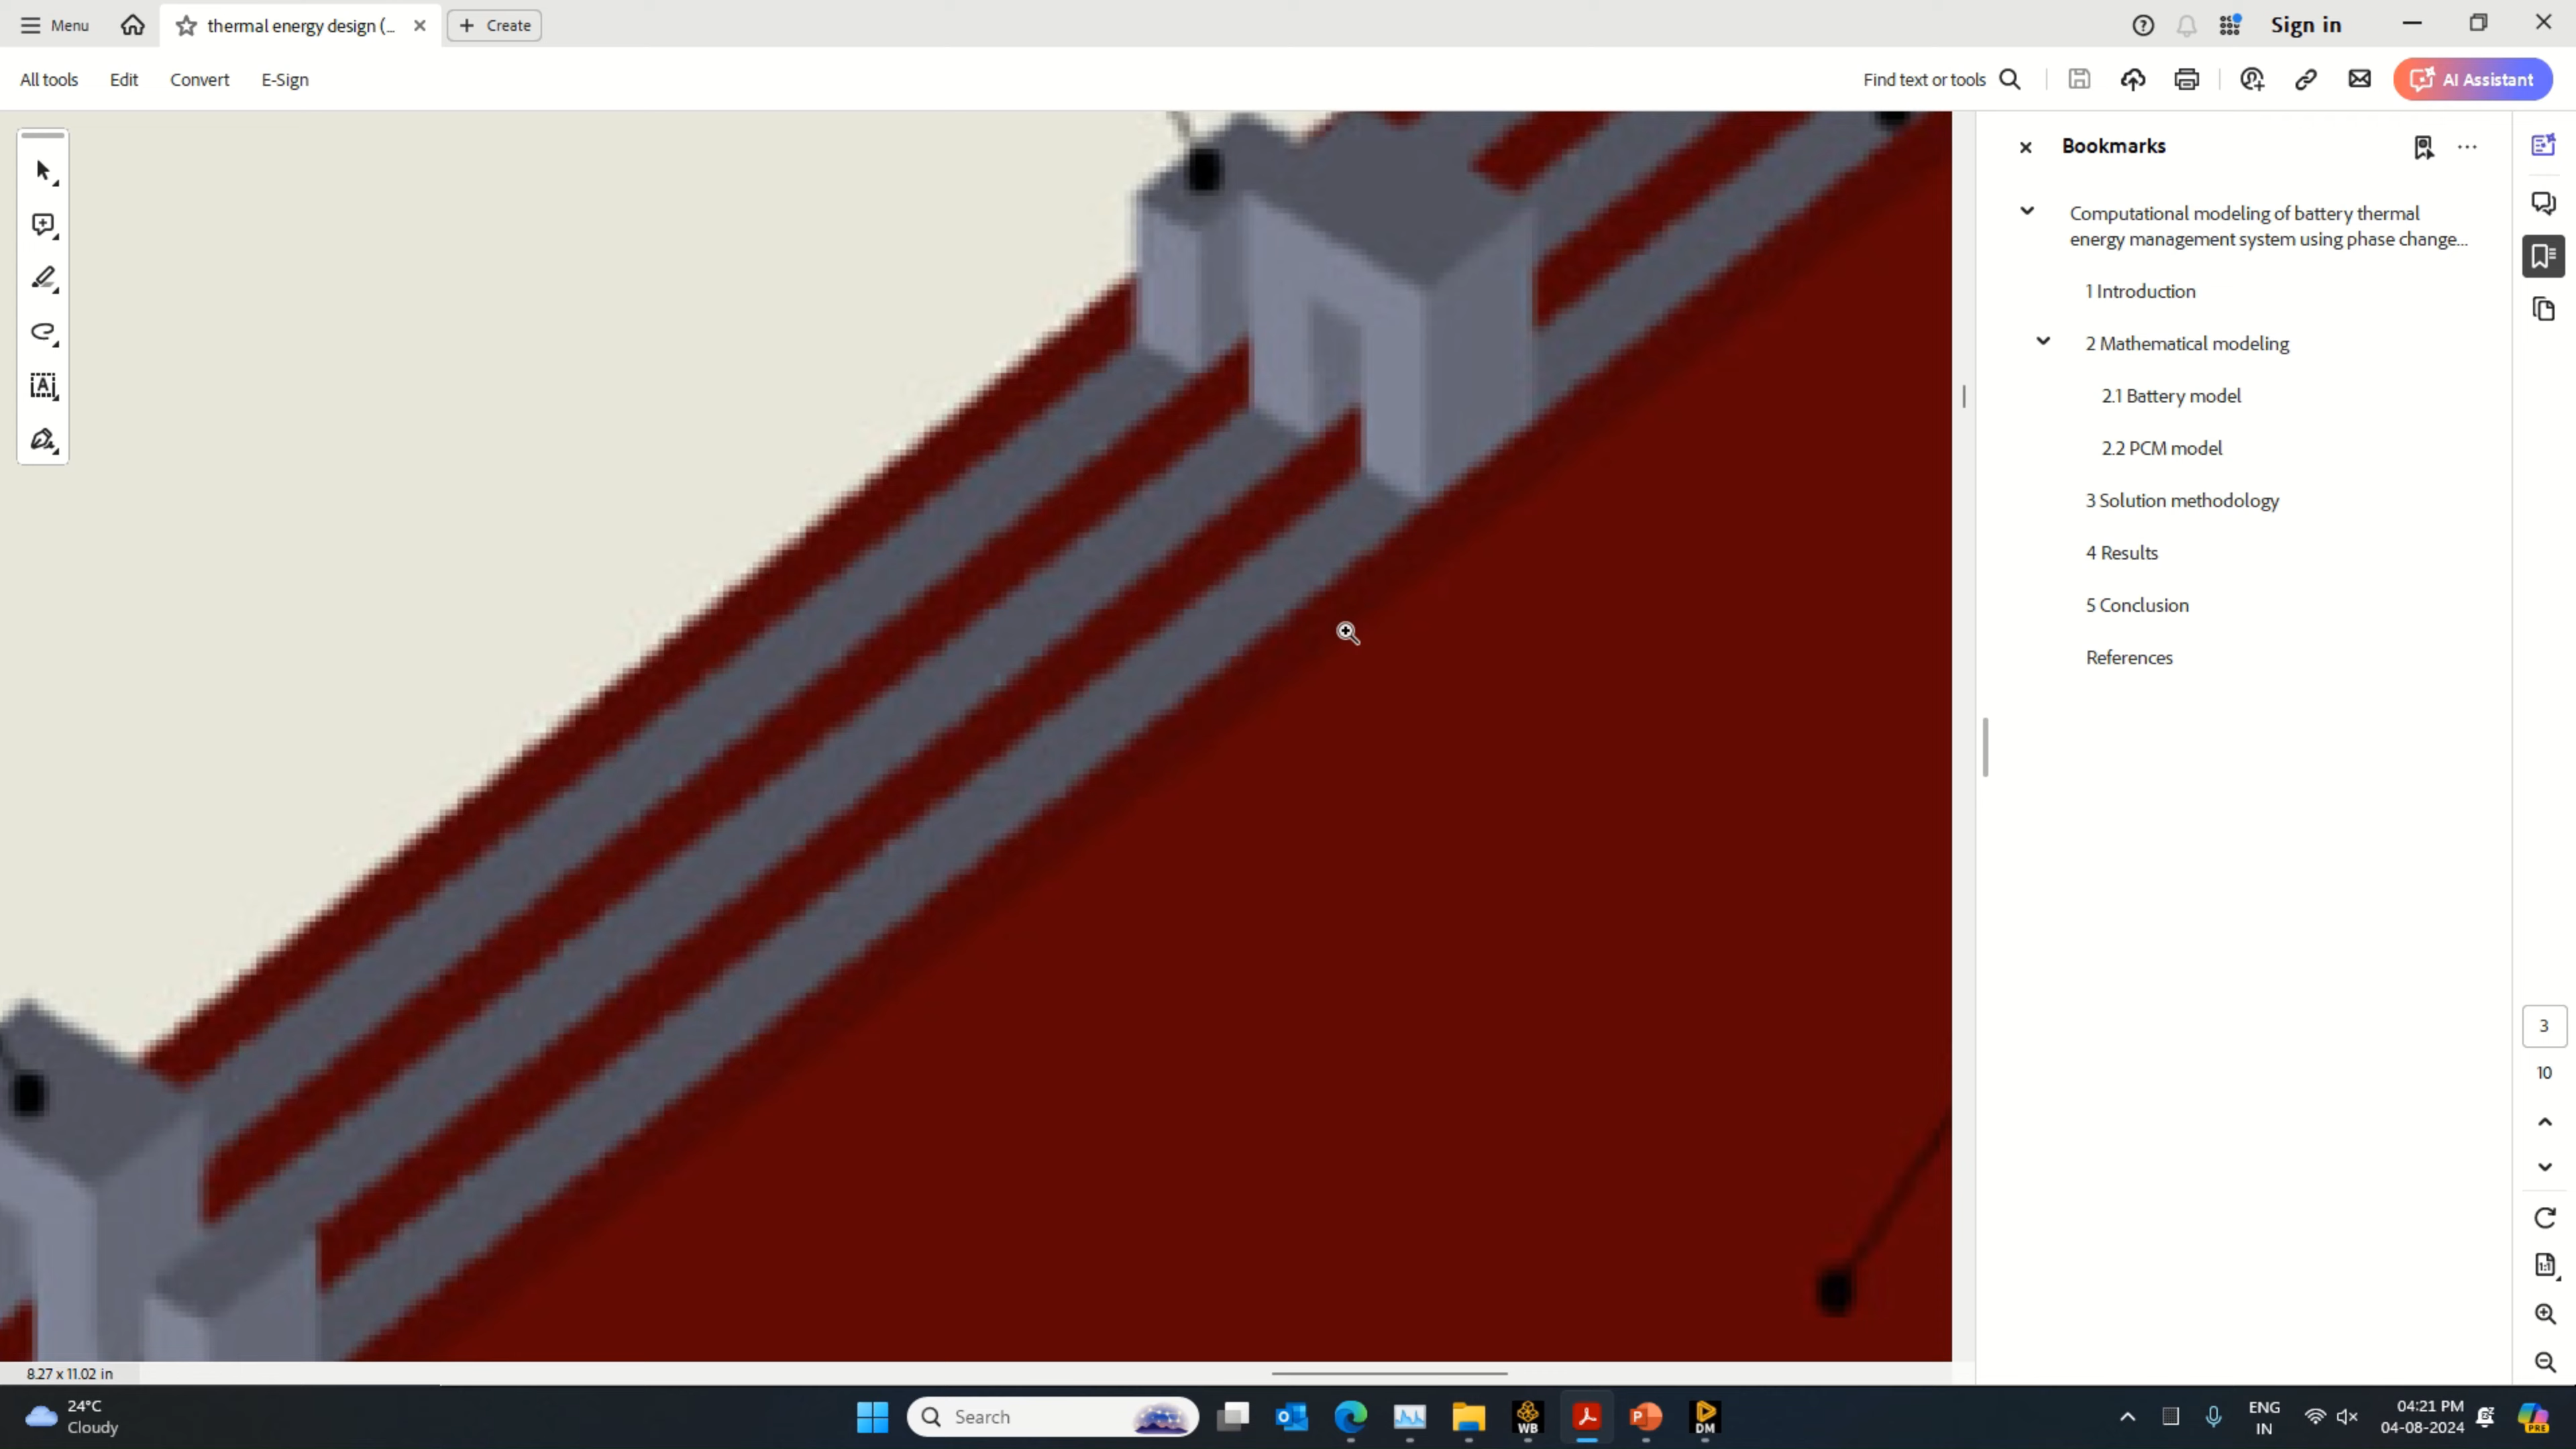 Menu
thermal energy design (...
Create
Sign in
All tools
Edit
Convert
E-Sign
Find text or tools
AI Assistant
Bookmarks
Computational modeling of battery thermal
energy management system using phase change...
1 Introduction
2 Mathematical modeling
2.1 Battery model
2.2 PCM model
3 Solution methodology
4 Results
5 Conclusion
References
3
10
1:1
8.27 x 11.02 in
24°C
Cloudy
Search
WB
P
DM
ENG
IN
04:21 PM
04-08-2024
PRE